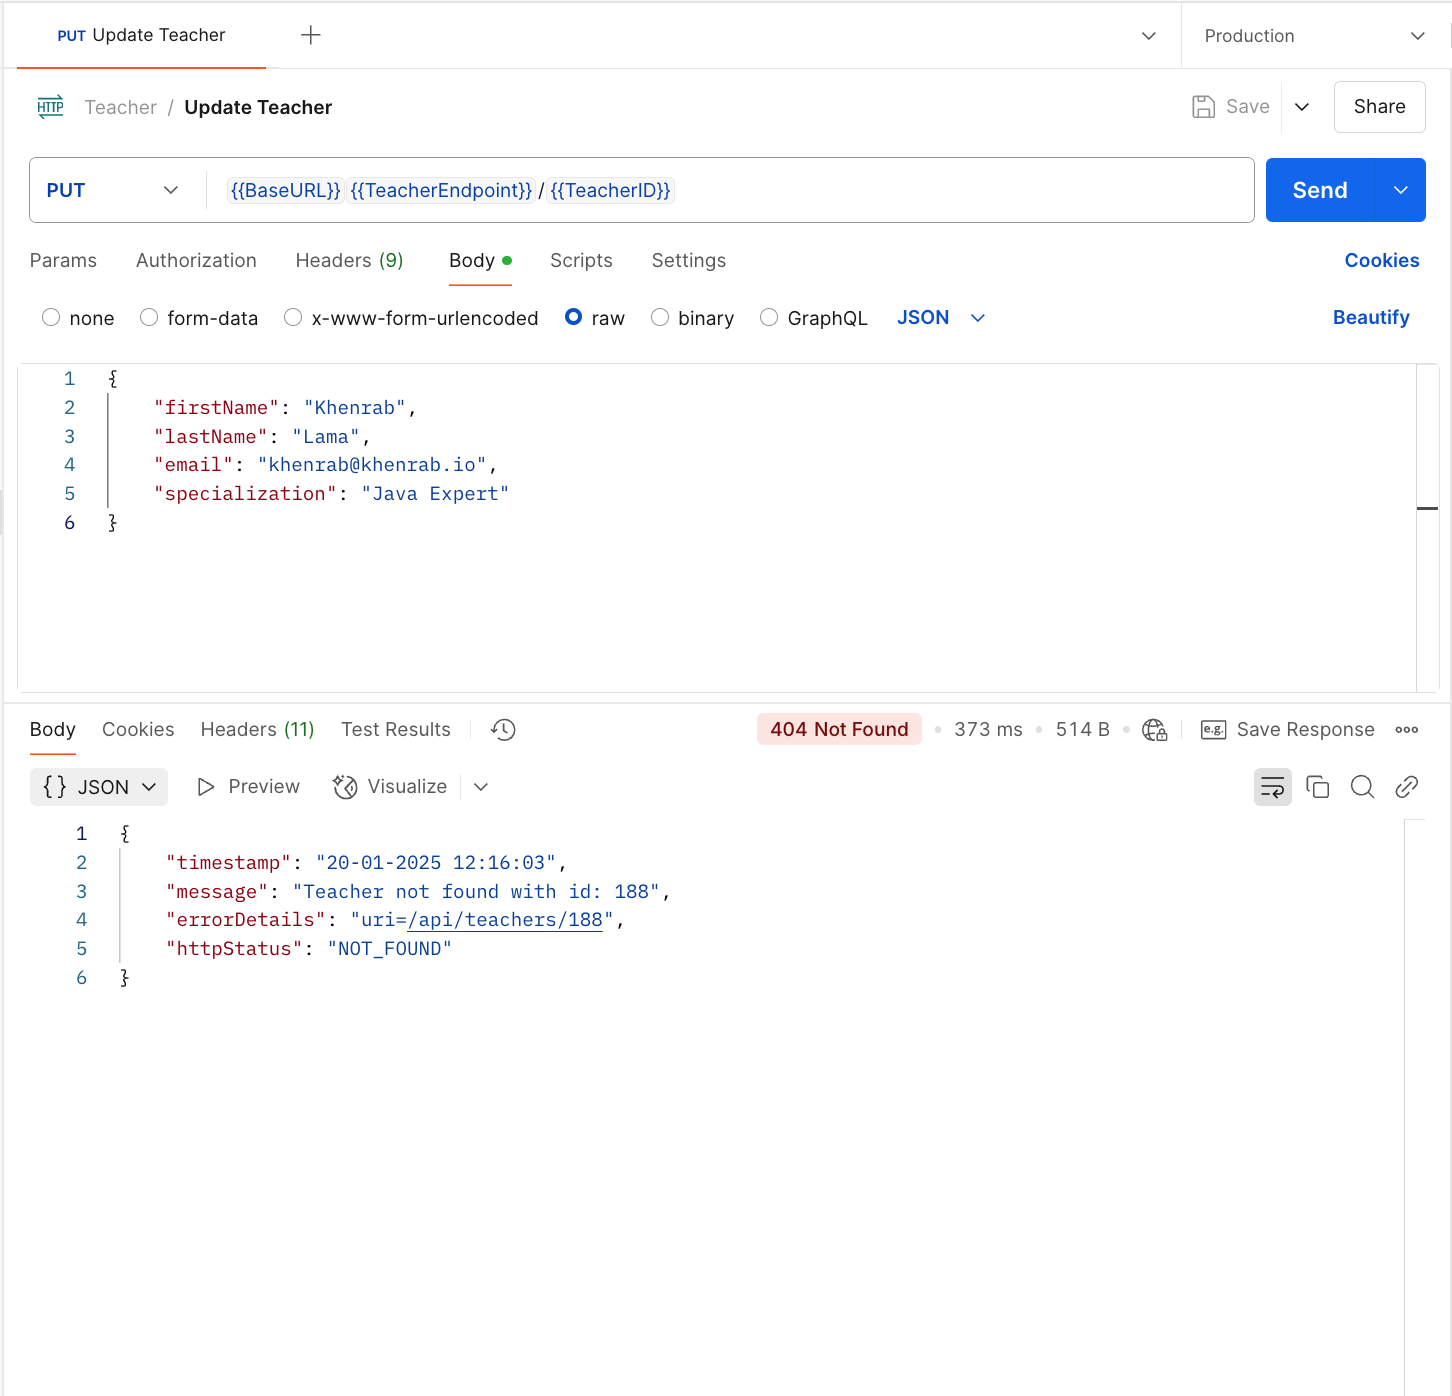 PUT Update Teacher
Production
HTTP Teacher / Update Teacher
Save
Share
PUT {{BaseURL}} {{TeacherEndpoint}} / {{TeacherID}}
Send
Params Authorization Headers (9) Body Scripts Settings Cookies
none form-data x-www-form-urlencoded raw binary GraphQL JSON Beautify
1 {
2 "firstName": "Khenrab",
3 "lastName": "Lama",
4 "email": "khenrab@khenrab.io",
5 "specialization": "Java Expert"
6 }
Body Cookies Headers (11) Test Results 404 Not Found 373 ms 514 B e.g. Save Response
{} JSON Preview Visualize
1 {
2 "timestamp": "20-01-2025 12:16:03",
3 "message": "Teacher not found with id: 188",
4 "errorDetails": "uri=/api/teachers/188",
5 "httpStatus": "NOT_FOUND"
6 }